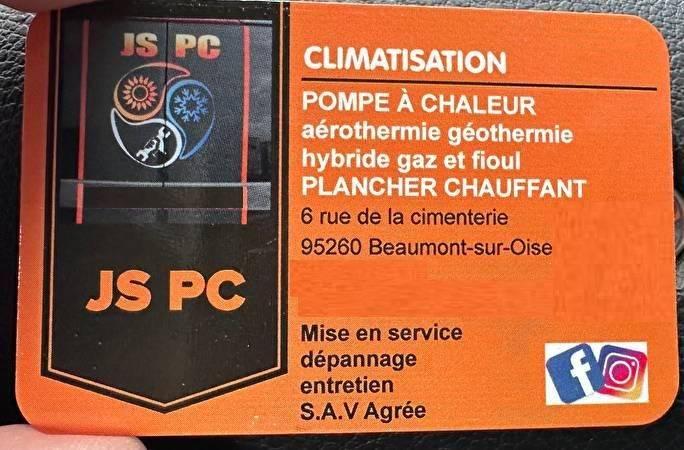 JS PC
JS PC
CLIMATISATION
POMPE À CHALEUR
aérothermie géothermie
hybride gaz et fioul
PLANCHER CHAUFFANT
6 rue de la cimenterie
95260 Beaumont-sur-Oise
Mise en service
dépannage
entretien
S.A.V Agrée